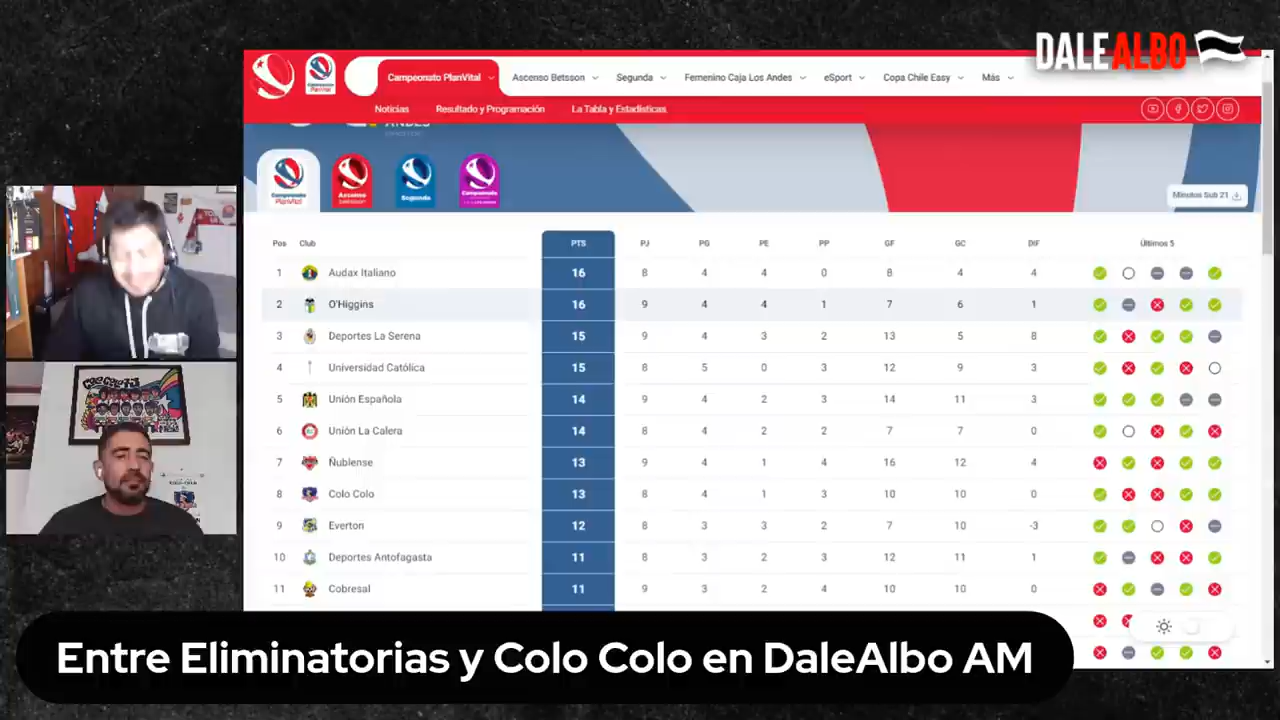 DALEALBO
Campeonato PlanVital
Ascenso Betsson
Segunda
Femenino Caja Los Andes
eSport
Copa Chile Easy
Más
Noticias
Resultado y Programación
La Tabla y Estadísticas
ANDES
Campeonato PlanVital
Ascenso
Segunda
Campeonato
Minutos Sub 21
Pos Club PTS PJ PG PE PP GF GC DIF Últimos 5
1 Audax Italiano 16 8 4 4 0 8 4 4
2 O'Higgins 16 9 4 4 1 7 6 1
3 Deportes La Serena 15 9 4 3 2 13 5 8
4 Universidad Católica 15 8 5 0 3 12 9 3
5 Unión Española 14 9 4 2 3 14 11 3
6 Unión La Calera 14 8 4 2 2 7 7 0
7 Ñublense 13 9 4 1 4 16 12 4
8 Colo Colo 13 8 4 1 3 10 10 0
9 Everton 12 8 3 3 2 7 10 -3
10 Deportes Antofagasta 11 8 3 2 3 12 11 1
11 Cobresal 11 9 3 2 4 10 10 0
Entre Eliminatorias y Colo Colo en DaleAlbo AM